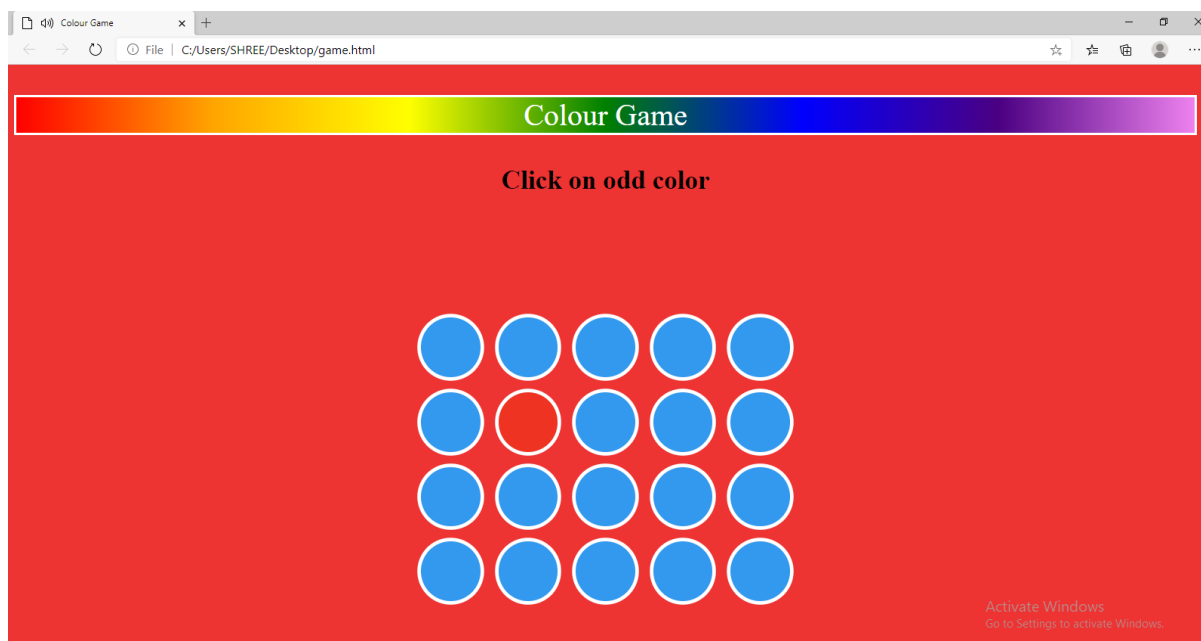 Colour Game
File | C:/Users/SHREE/Desktop/game.html
Colour Game
Click on odd color
Activate Windows
Go to Settings to activate Windows.